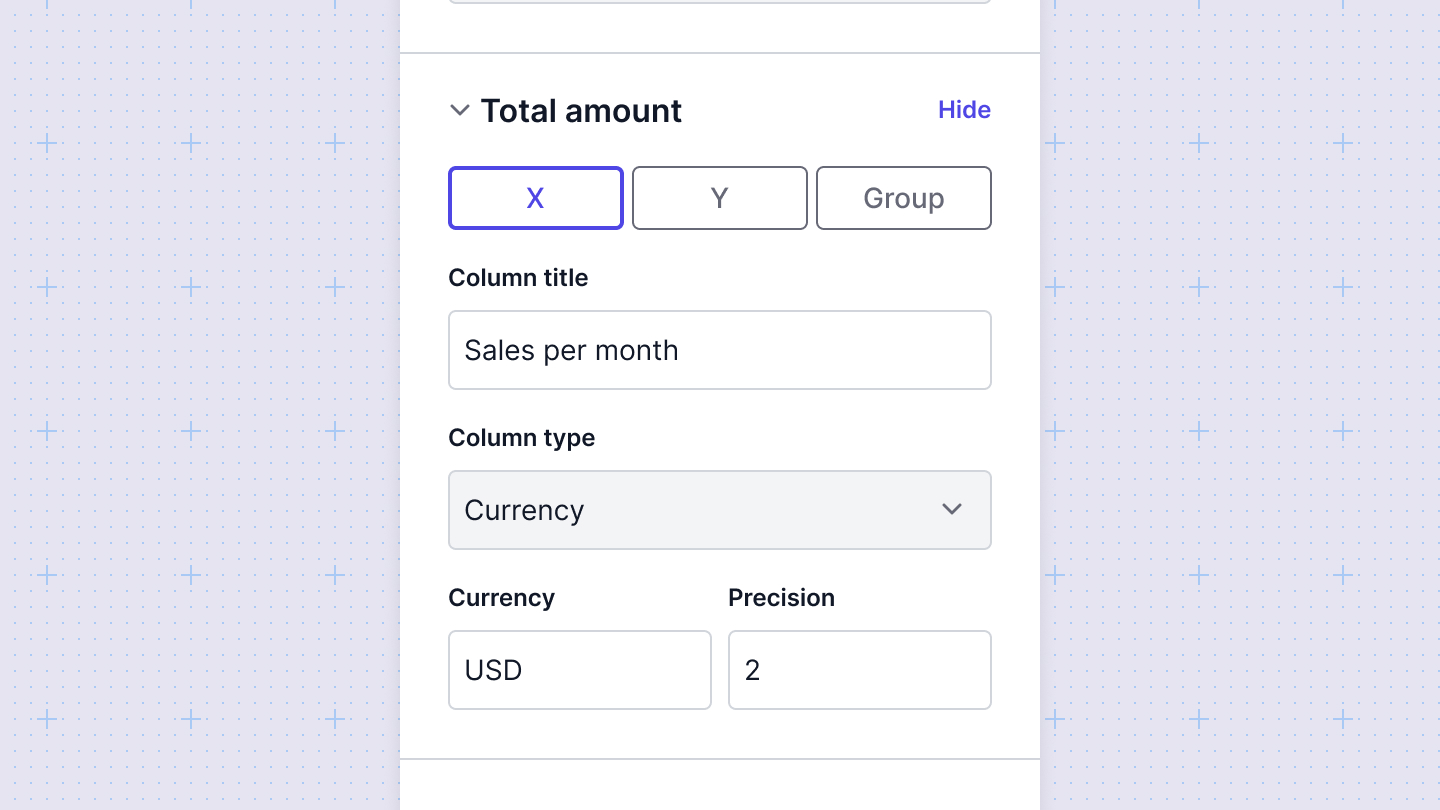 Total amount
Hide
X
Y
Group
Column title
Sales per month
Column type
Currency
Currency
Precision
USD
2